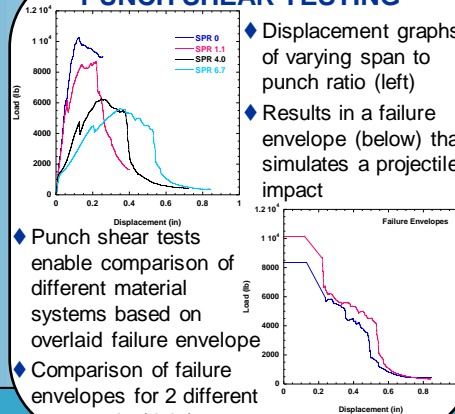 PUNCH SHEAR TESTING
1.2 10⁴
1 10⁴
8000
6000
4000
2000
0
Load (lb)
0 0.2 0.4 0.6 0.8 1
Displacement (in)
SPR 0
SPR 1.1
SPR 4.0
SPR 6.7
Displacement graphs
of varying span to
punch ratio (left)
Results in a failure
envelope (below)
simulates a projectile
impact
Punch shear tests
enable comparison of
different material
systems based on
overlaid failure envelope
Comparison of failure
envelopes for 2 different
1.2 10⁴
1 10⁴
8000
6000
4000
2000
0
Load (lb)
Failure Envelopes
0 0.2 0.4 0.6 0.8
Displacement (in)